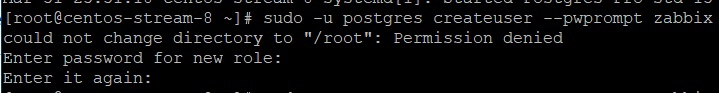 [root@centos-stream-8 ~]# sudo -u postgres createuser --pwprompt zabbix
could not change directory to "/root": Permission denied
Enter password for new role:
Enter it again: